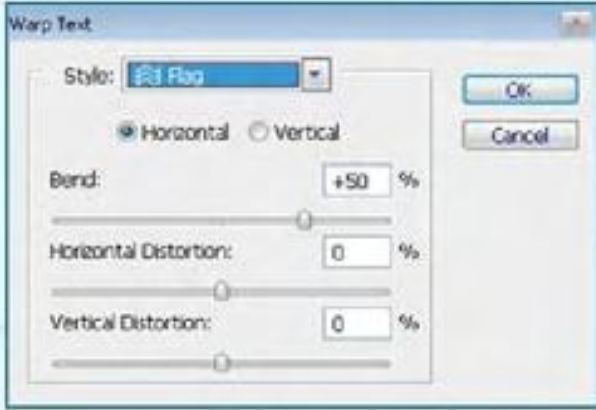 Warp Text
Style: Flag
OK
Horizontal Vertical
Cancel
Bend: +50 %
Horizontal Distortion: 0 %
Vertical Distortion: 0 %